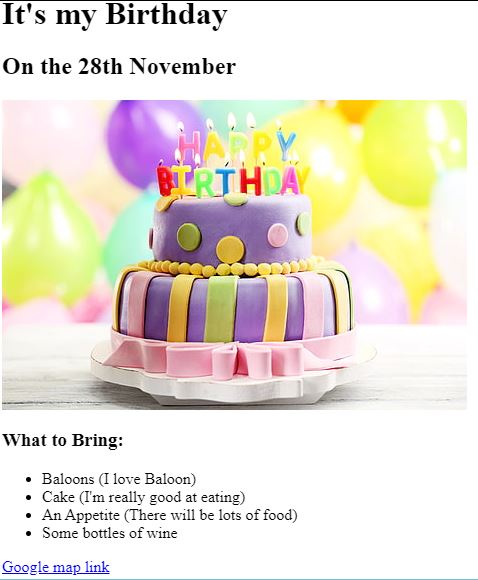 It's my Birthday
On the 28th November
HAPPY
BIRTHDAY
What to Bring:
Baloons (I love Baloon)
Cake (I'm really good at eating)
An Appetite (There will be lots of food)
Some bottles of wine
Google map link